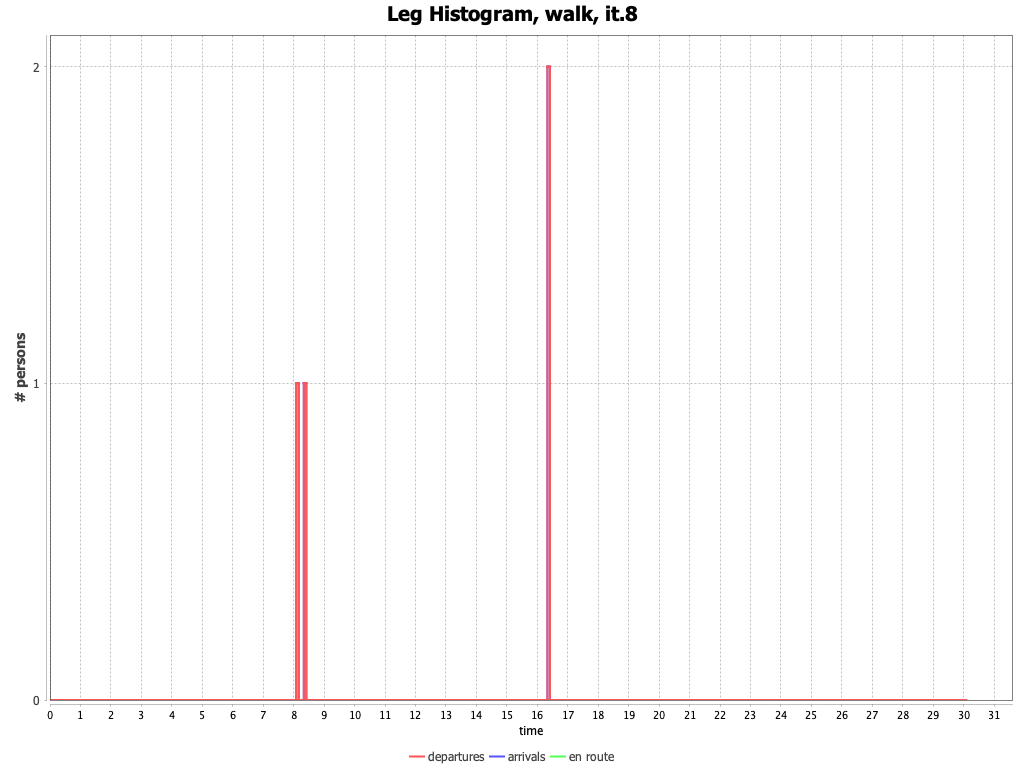 Leg Histogram, walk, it.8
2
1
0
# persons
0 1 2 3 4 5 6 7 8 9 10 11 12 13 14 15 16 17 18 19 20 21 22 23 24 25 26 27 28 29 30 31
time
departures arrivals en route